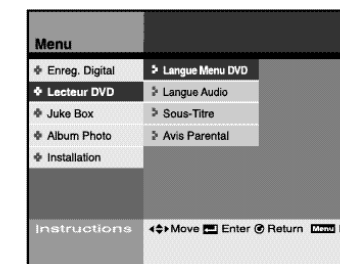 Menu
Enreg. Digital
Langue Menu DVD
Lecteur DVD
Langue Audio
Juke Box
Sous-Titre
Album Photo
Avis Parental
Installation
Instructions Move Enter Return Menu